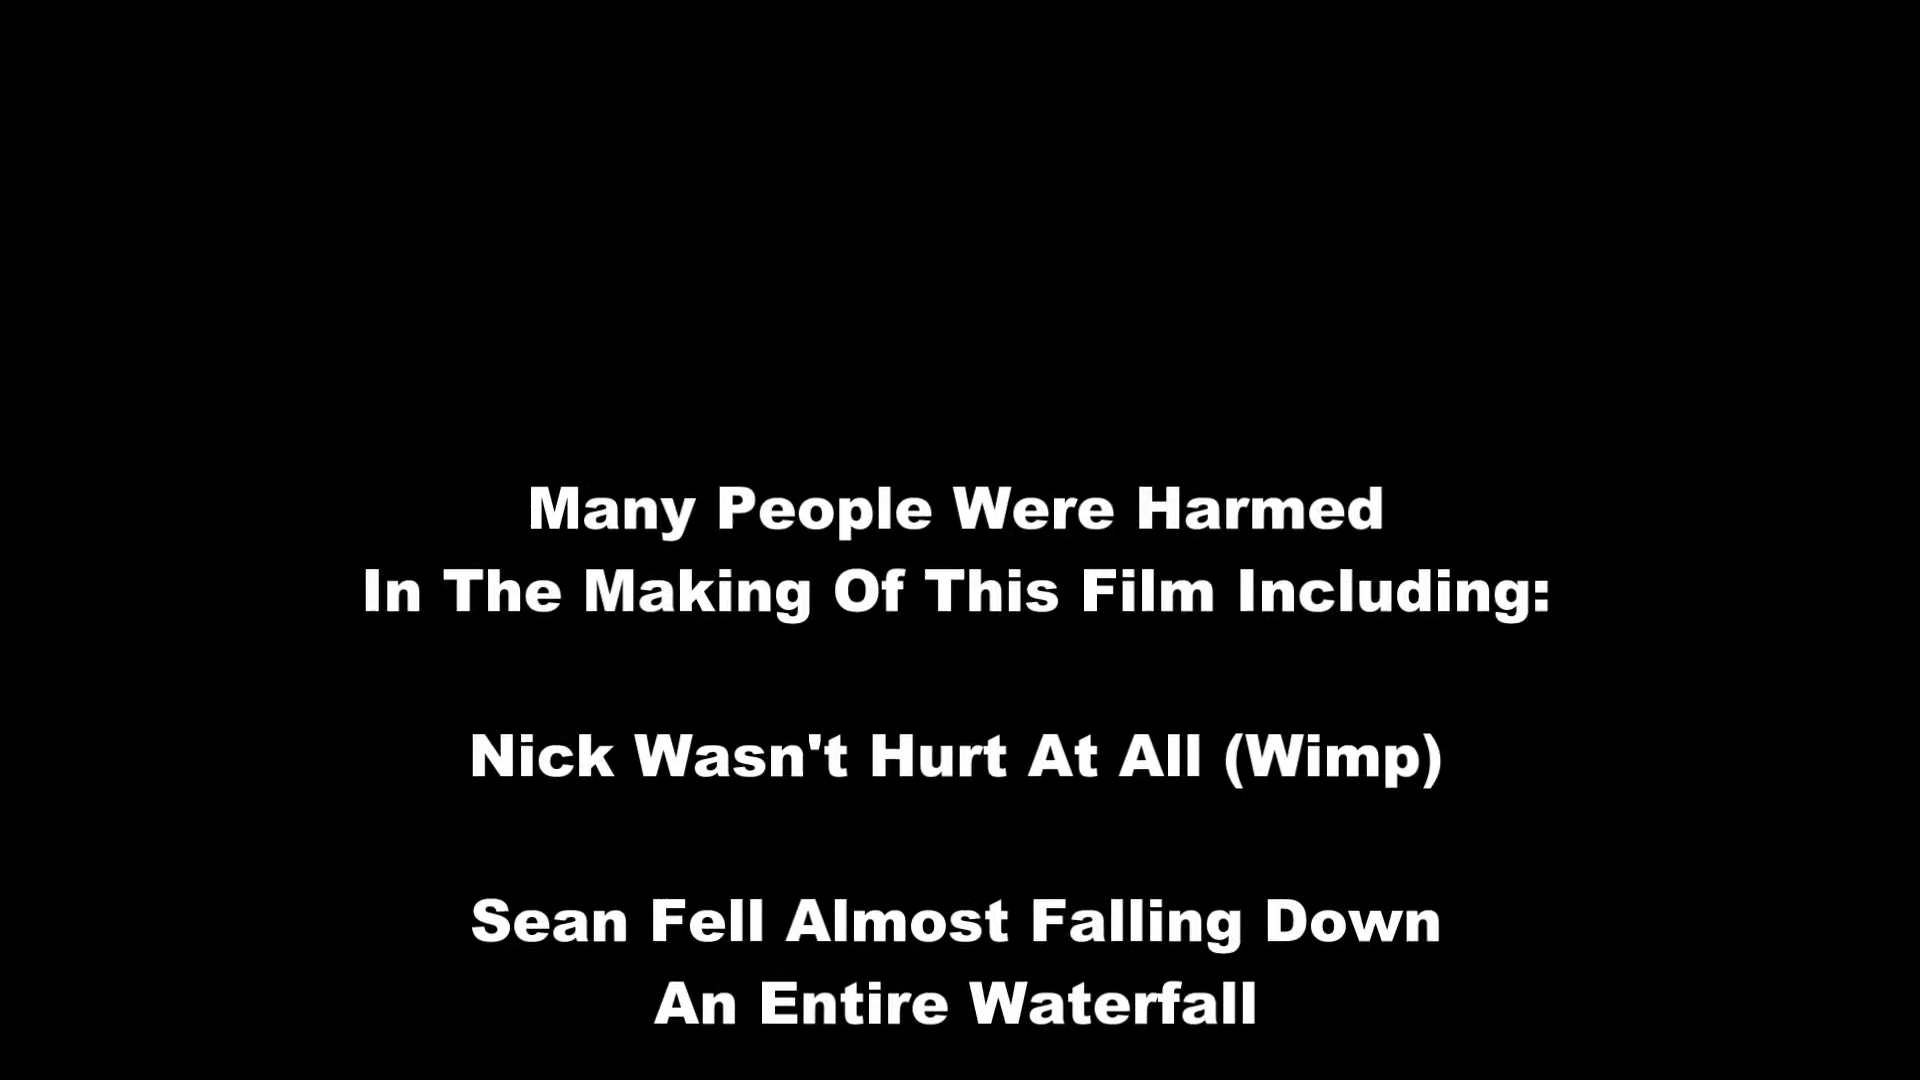 Many People Were Harmed
In The Making Of This Film Including:
Nick Wasn't Hurt At All (Wimp)
Sean Fell Almost Falling Down
An Entire Waterfall